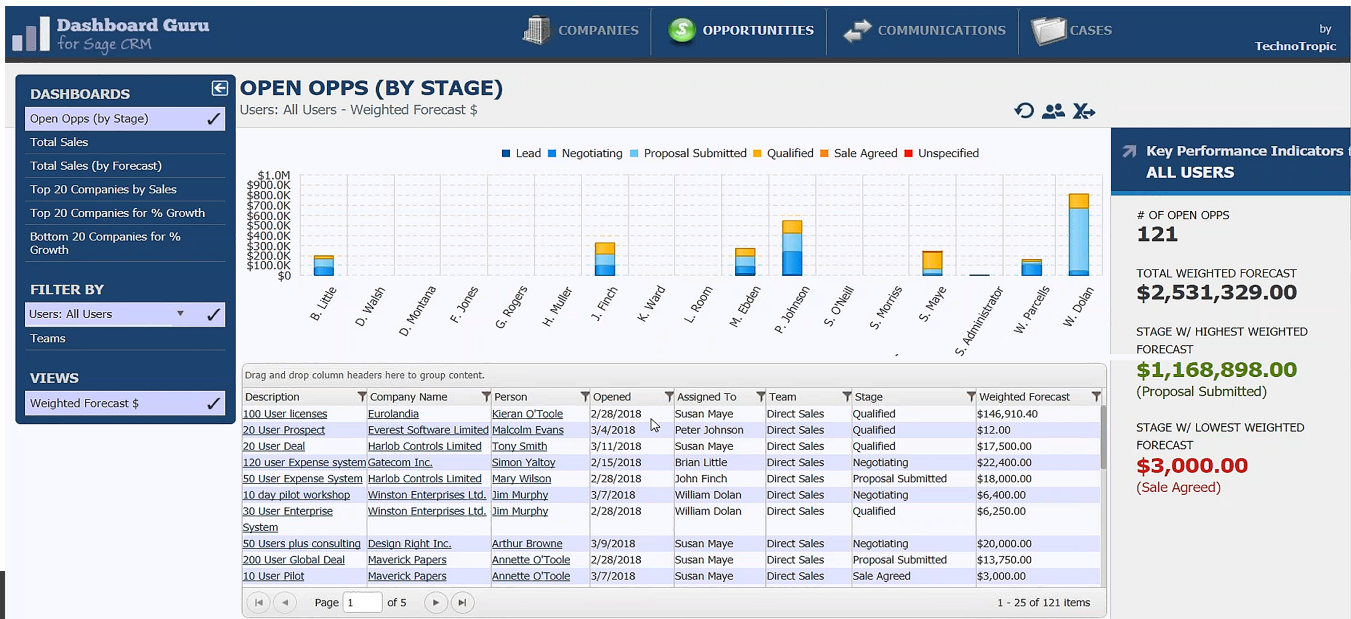 Dashboard Guru
for Sage CRM
COMPANIES
OPPORTUNITIES
COMMUNICATIONS
CASES
by
TechnoTropic
DASHBOARDS
Open Opps (by Stage)
Total Sales
Total Sales (by Forecast)
Top 20 Companies by Sales
Top 20 Companies for % Growth
Bottom 20 Companies for %
Growth
FILTER BY
Users: All Users
Teams
VIEWS
Weighted Forecast $
OPEN OPPS (BY STAGE)
Users: All Users - Weighted Forecast $
Lead Negotiating Proposal Submitted Qualified Sale Agreed Unspecified
$1.0M
$900.0K
$800.0K
$700.0K
$600.0K
$500.0K
$400.0K
$300.0K
$200.0K
$100.0K
$0
B. Little D. Walsh D. Montana F. Jones G. Rogers H. Muller J. Finch K. Ward L. Room M. Ebden P. Johnson S. O'Neill S. Morriss S. Maye S. Administrator W. Parcells W. Dolan
Drag and drop column headers here to group content.
Description Company Name Person Opened Assigned To Team Stage Weighted Forecast
100 User licenses Eurolandia Kieran O'Toole 2/28/2018 Susan Maye Direct Sales Qualified $146,910.40
20 User Prospect Everest Software Limited Malcolm Evans 3/4/2018 Peter Johnson Direct Sales Qualified $12.00
20 User Deal Harlob Controls Limited Tony Smith 3/11/2018 Susan Maye Direct Sales Qualified $17,500.00
120 user Expense system Gatecom Inc. Simon Yaltoy 2/15/2018 Brian Little Direct Sales Negotiating $22,400.00
50 User Expense System Harlob Controls Limited Mary Wilson 2/28/2018 John Finch Direct Sales Proposal Submitted $18,000.00
10 day pilot workshop Winston Enterprises Ltd. Jim Murphy 3/7/2018 William Dolan Direct Sales Negotiating $6,400.00
30 User Enterprise Winston Enterprises Ltd. Jim Murphy 2/28/2018 William Dolan Direct Sales Qualified $6,250.00
System
50 Users plus consulting Design Right Inc. Arthur Browne 3/9/2018 Susan Maye Direct Sales Negotiating $20,000.00
200 User Global Deal Maverick Papers Annette O'Toole 2/28/2018 Susan Maye Direct Sales Proposal Submitted $13,750.00
10 User Pilot Maverick Papers Annette O'Toole 3/7/2018 Susan Maye Direct Sales Sale Agreed $3,000.00
Page 1 of 5
1 - 25 of 121 items
Key Performance Indicators
ALL USERS
# OF OPEN OPPS
121
TOTAL WEIGHTED FORECAST
$2,531,329.00
STAGE W/ HIGHEST WEIGHTED
FORECAST
$1,168,898.00
(Proposal Submitted)
STAGE W/ LOWEST WEIGHTED
FORECAST
$3,000.00
(Sale Agreed)